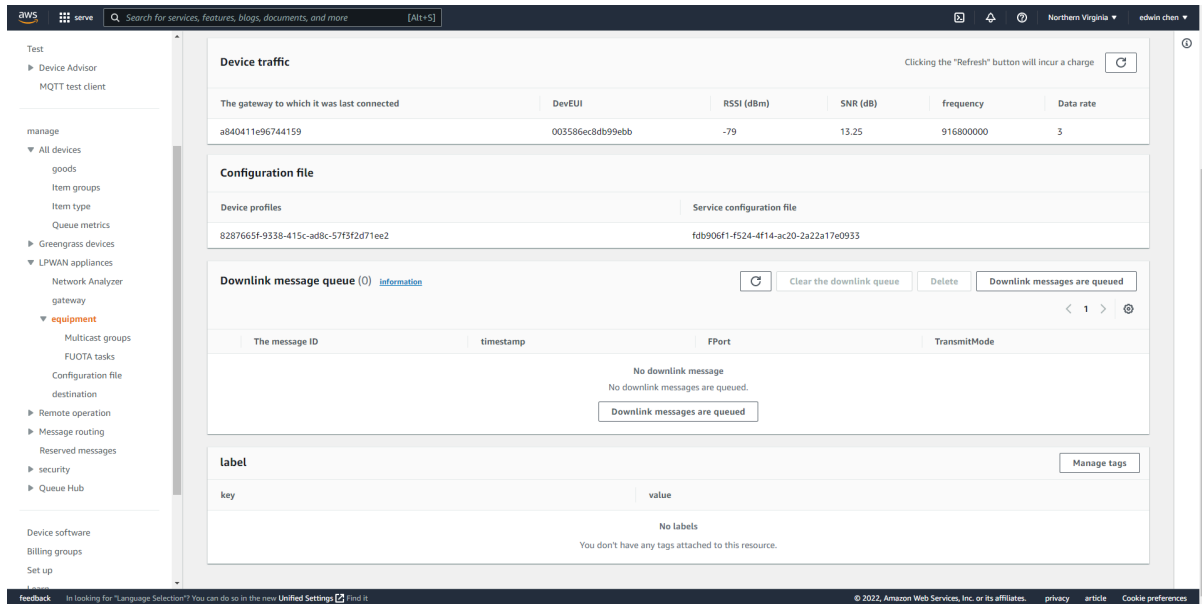 aws serve Search for services, features, blogs, documents, and more [Alt+S] Northern Virginia ▼ edwin chen ▼
Test
Device Advisor
MQTT test client
manage
All devices
goods
Item groups
Item type
Queue metrics
Greengrass devices
LPWAN appliances
Network Analyzer
gateway
equipment
Multicast groups
FUOTA tasks
Configuration file
destination
Remote operation
Message routing
Reserved messages
security
Queue Hub
Device software
Billing groups
Set up
Learn
Device traffic Clicking the "Refresh" button will incur a charge
The gateway to which it was last connected DevEUI RSSI (dBm) SNR (dB) frequency Data rate
a840411e96744159 003586ec8db99ebb -79 13.25 916800000 3
Configuration file
Device profiles Service configuration file
8287665f-9338-415c-ad8c-57f3f2d71ee2 fdb906f1-f524-4f14-ac20-2a22a17e0933
Downlink message queue (0) information Clear the downlink queue Delete Downlink messages are queued
< 1 >
The message ID timestamp FPort TransmitMode
No downlink message
No downlink messages are queued.
Downlink messages are queued
label Manage tags
key value
No labels
You don't have any tags attached to this resource.
feedback In looking for "Language Selection"? You can do so in the new Unified Settings Find it © 2022, Amazon Web Services, Inc. or its affiliates. privacy article Cookie preferences